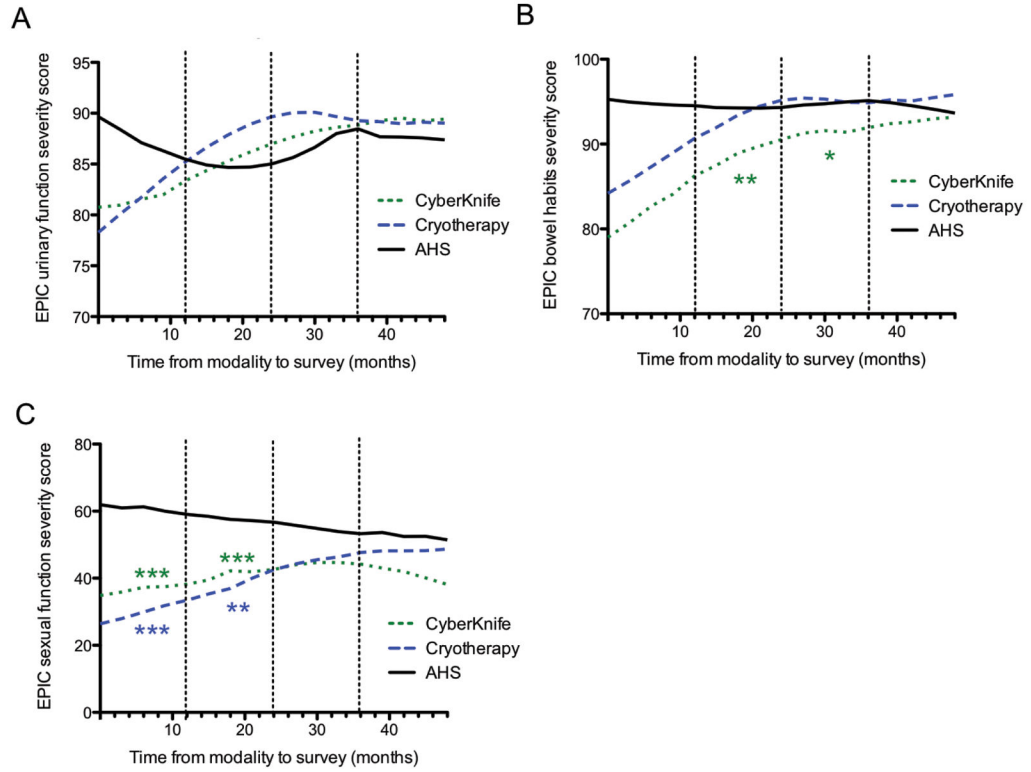 A
EPIC urinary function severity score
95
90
85
80
75
70
10
20
30
40
Time from modality to survey (months)
CyberKnife
Cryotherapy
AHS
B
EPIC bowel habits severity score
100
90
80
70
**
*
10
20
30
40
Time from modality to survey (months)
CyberKnife
Cryotherapy
AHS
C
EPIC sexual function severity score
80
60
40
20
0
***
***
***
**
10
20
30
40
Time from modality to survey (months)
CyberKnife
Cryotherapy
AHS